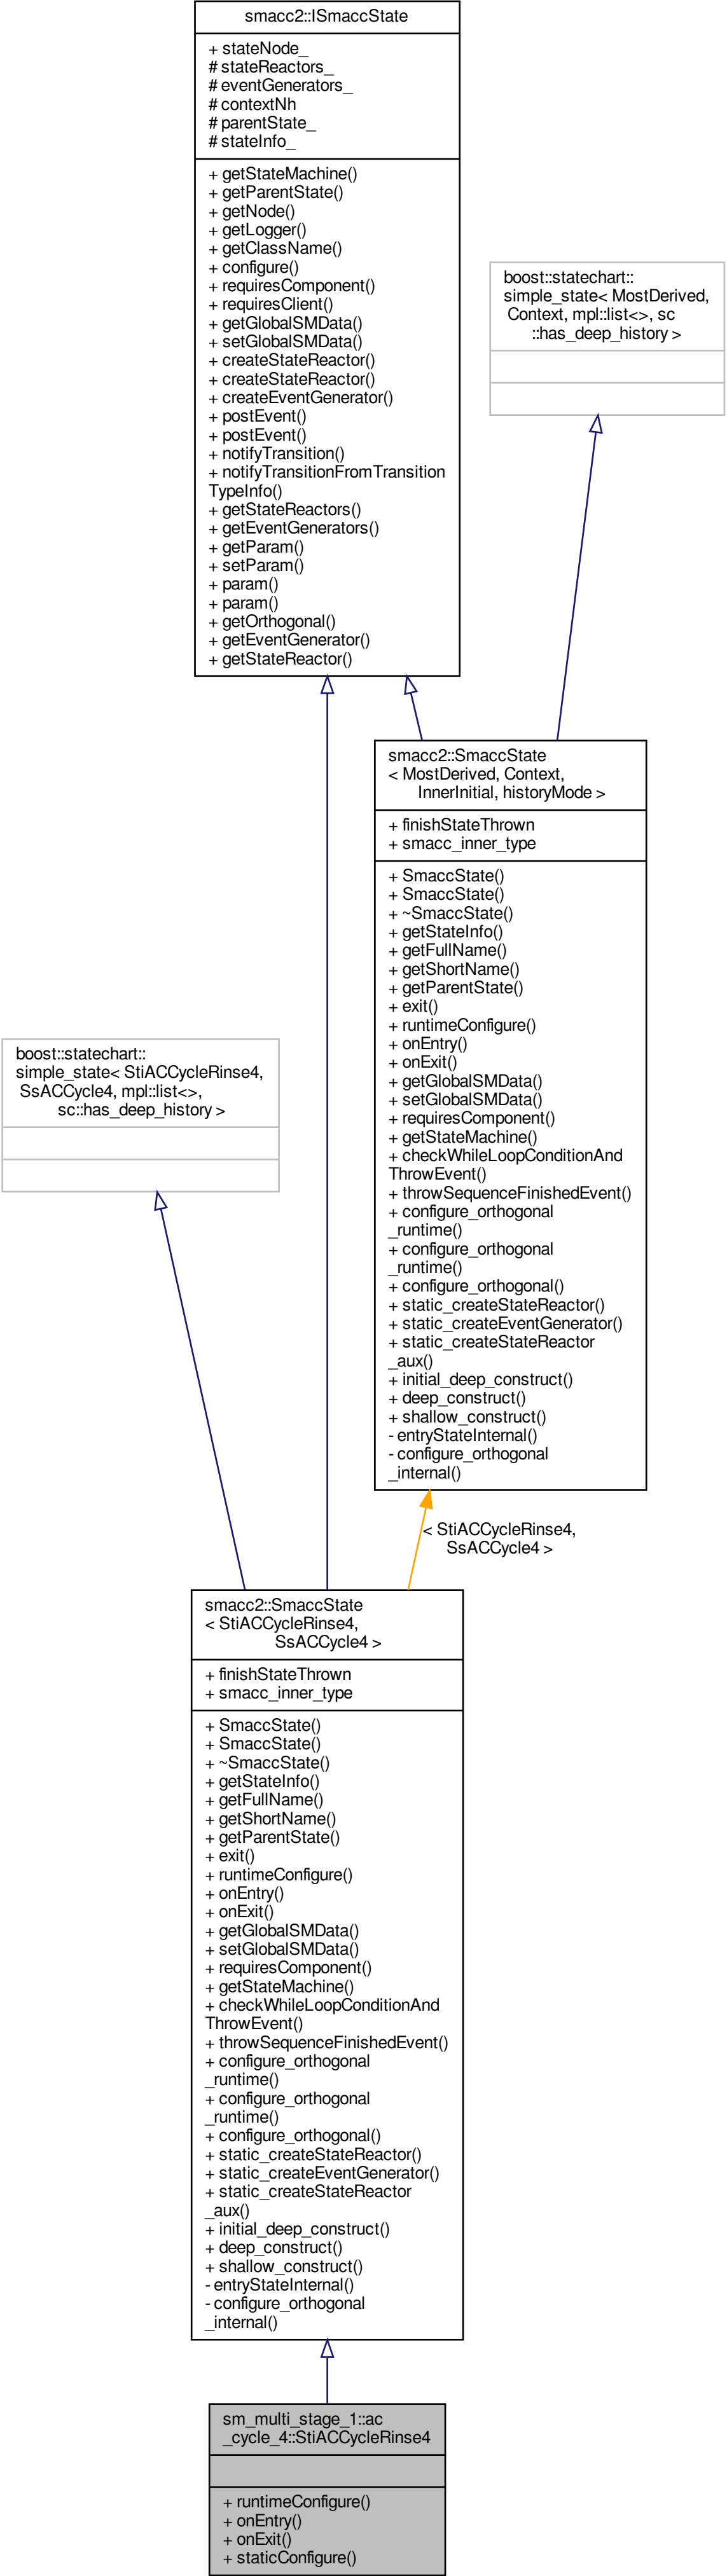 smacc2::ISmaccState
+ stateNode_
# stateReactors_
# eventGenerators_
# contextNh
# parentState_
# stateInfo_
+ getStateMachine()
+ getParentState()
+ getNode()
+ getLogger()
+ getClassName()
+ configure()
+ requiresComponent()
+ requiresClient()
+ getGlobalSMData()
+ setGlobalSMData()
+ createStateReactor()
+ createStateReactor()
+ createEventGenerator()
+ postEvent()
+ postEvent()
+ notifyTransition()
+ notifyTransitionFromTransition
TypeInfo()
+ getStateReactors()
+ getEventGenerators()
+ getParam()
+ setParam()
+ param()
+ param()
+ getOrthogonal()
+ getEventGenerator()
+ getStateReactor()
boost::statechart::
simple_state< MostDerived,
Context, mpl::list<>, sc
::has_deep_history >
smacc2::SmaccState
< MostDerived, Context,
InnerInitial, historyMode >
+ finishStateThrown
+ smacc_inner_type
+ SmaccState()
+ SmaccState()
+ ~SmaccState()
+ getStateInfo()
+ getFullName()
+ getShortName()
+ getParentState()
+ exit()
+ runtimeConfigure()
+ onEntry()
+ onExit()
+ getGlobalSMData()
+ setGlobalSMData()
+ requiresComponent()
+ getStateMachine()
+ checkWhileLoopConditionAnd
ThrowEvent()
+ throwSequenceFinishedEvent()
+ configure_orthogonal
_runtime()
+ configure_orthogonal
_runtime()
+ configure_orthogonal()
+ static_createStateReactor()
+ static_createEventGenerator()
+ static_createStateReactor
_aux()
+ initial_deep_construct()
+ deep_construct()
+ shallow_construct()
- entryStateInternal()
- configure_orthogonal
_internal()
boost::statechart::
simple_state< StiACCycleRinse4,
SsACCycle4, mpl::list<>,
sc::has_deep_history >
< StiACCycleRinse4,
SsACCycle4 >
smacc2::SmaccState
< StiACCycleRinse4,
SsACCycle4 >
+ finishStateThrown
+ smacc_inner_type
+ SmaccState()
+ SmaccState()
+ ~SmaccState()
+ getStateInfo()
+ getFullName()
+ getShortName()
+ getParentState()
+ exit()
+ runtimeConfigure()
+ onEntry()
+ onExit()
+ getGlobalSMData()
+ setGlobalSMData()
+ requiresComponent()
+ getStateMachine()
+ checkWhileLoopConditionAnd
ThrowEvent()
+ throwSequenceFinishedEvent()
+ configure_orthogonal
_runtime()
+ configure_orthogonal
_runtime()
+ configure_orthogonal()
+ static_createStateReactor()
+ static_createEventGenerator()
+ static_createStateReactor
_aux()
+ initial_deep_construct()
+ deep_construct()
+ shallow_construct()
- entryStateInternal()
- configure_orthogonal
_internal()
sm_multi_stage_1::ac
_cycle_4::StiACCycleRinse4
+ runtimeConfigure()
+ onEntry()
+ onExit()
+ staticConfigure()